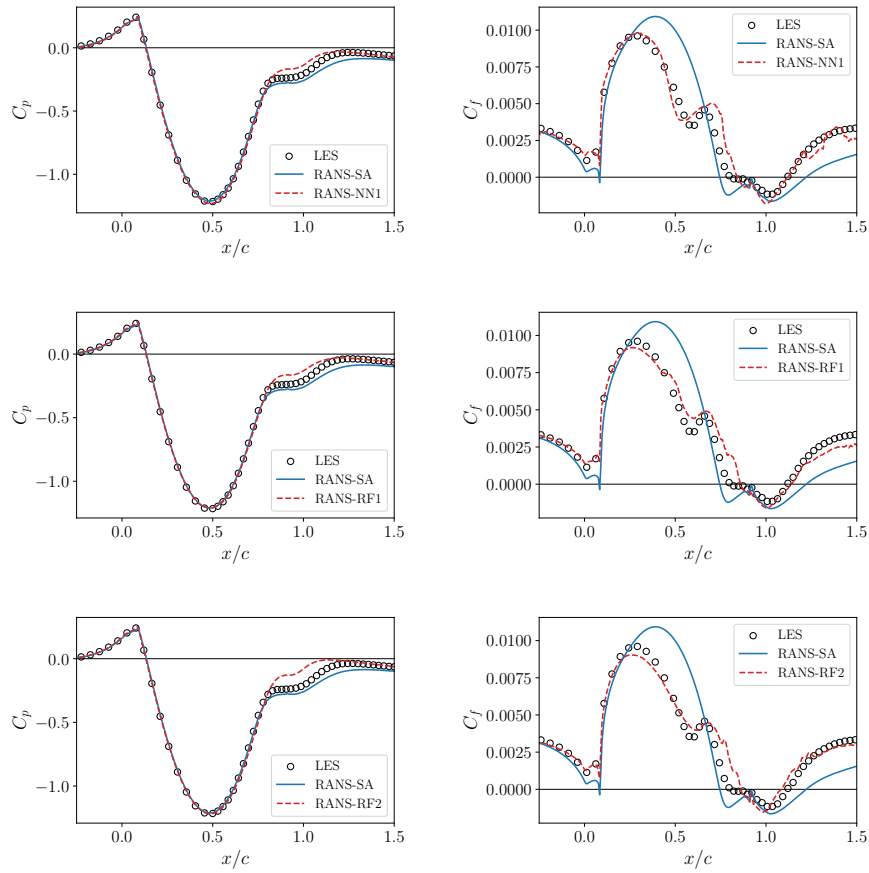 0.0
−0.5
−1.0
C_p
0.0
0.5
1.0
1.5
x/c
LES
RANS-SA
RANS-NN1
0.0100
0.0075
0.0050
0.0025
0.0000
C_f
0.0
0.5
1.0
1.5
x/c
LES
RANS-SA
RANS-NN1
0.0
−0.5
−1.0
C_p
0.0
0.5
1.0
1.5
x/c
LES
RANS-SA
RANS-RF1
0.0100
0.0075
0.0050
0.0025
0.0000
C_f
0.0
0.5
1.0
1.5
x/c
LES
RANS-SA
RANS-RF1
0.0
−0.5
−1.0
C_p
0.0
0.5
1.0
1.5
x/c
LES
RANS-SA
RANS-RF2
0.0100
0.0075
0.0050
0.0025
0.0000
C_f
0.0
0.5
1.0
1.5
x/c
LES
RANS-SA
RANS-RF2